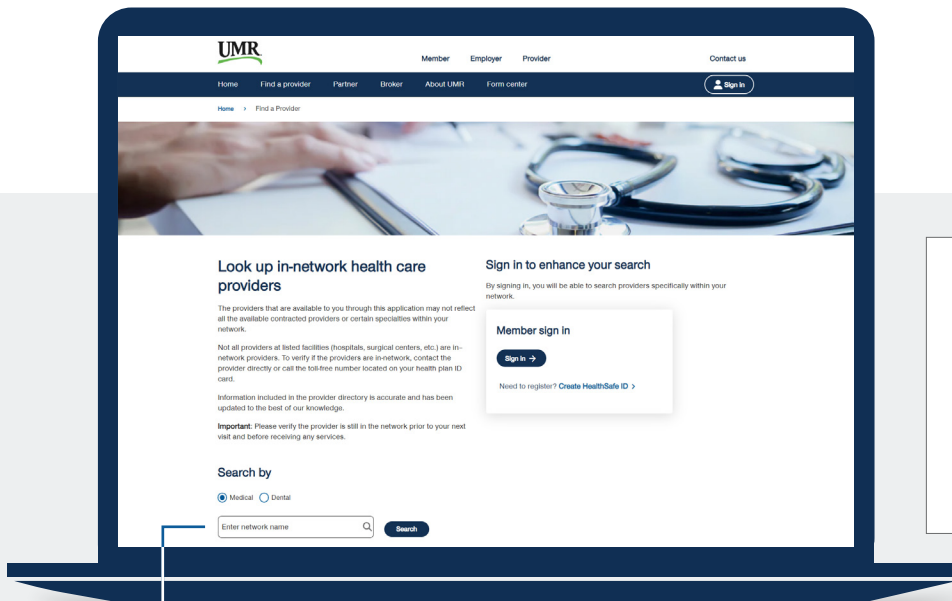 UMR
Member Employer Provider Contact us
Home Find a provider Partner Broker About UMR Form center Sign in
Home > Find a Provider
Look up in-network health care
providers
The providers that are available to you through this application may not reflect
all the available contracted providers or certain specialties within your
network.
Not all providers at listed facilities (hospitals, surgical centers, etc.) are in-
network providers. To verify if the providers are in-network, contact the
provider directly or call the toll-free number located on your health plan ID
card.
Information included in the provider directory is accurate and has been
updated to the best of our knowledge.
Important: Please verify the provider is still in the network prior to your next
visit and before receiving any services.
Search by
Medical Dental
Enter network name Search
Sign in to enhance your search
By signing in, you will be able to search providers specifically within your
network.
Member sign in
Sign In →
Need to register? Create HealthSafe ID >